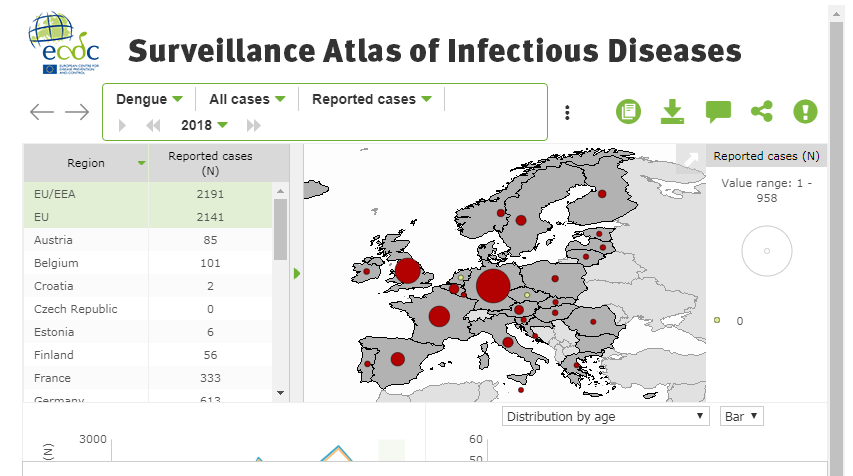 ecdc
EUROPEAN CENTRE FOR
DISEASE PREVENTION
AND CONTROL
Surveillance Atlas of Infectious Diseases
Dengue All cases Reported cases
2018
Region Reported cases
(N)
EU/EEA 2191
EU 2141
Austria 85
Belgium 101
Croatia 2
Czech Republic 0
Estonia 6
Finland 56
France 333
Germany 613
Reported cases (N)
Value range: 1 -
958
0
Distribution by age Bar
3000
(N)
60
50